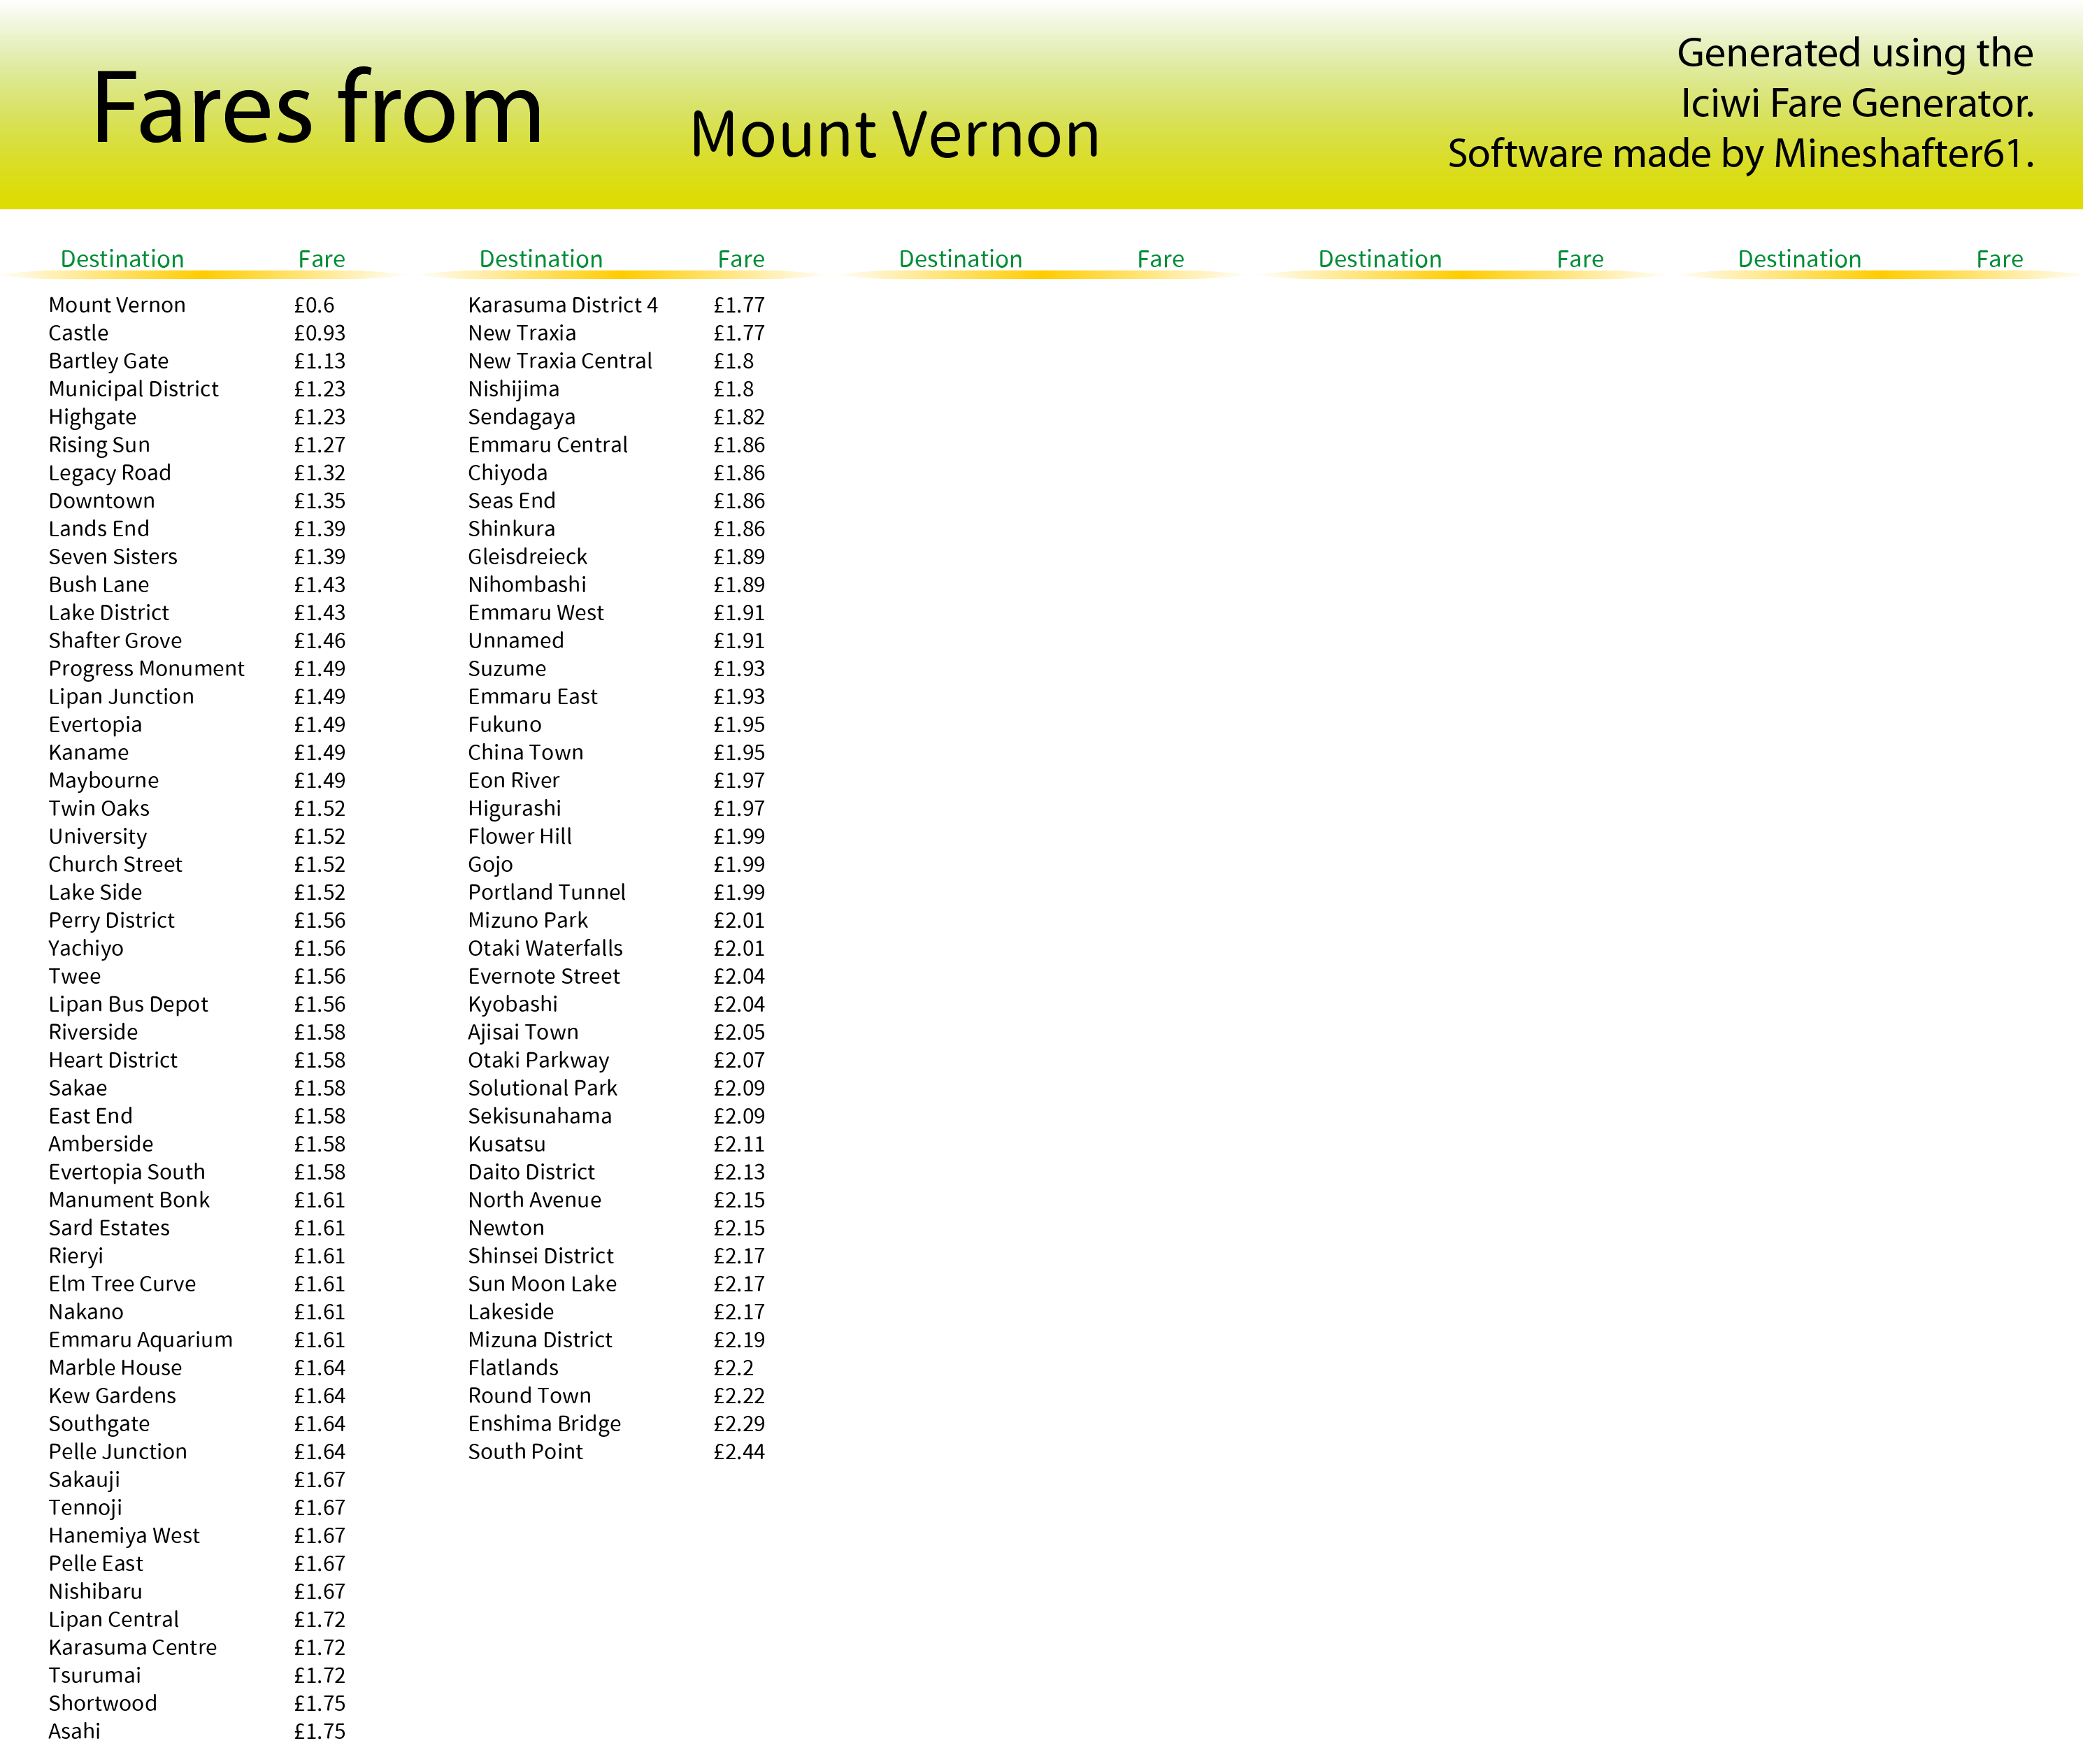 Fares from
Mount Vernon
Generated using the
Iciwi Fare Generator.
Software made by Mineshafter61.
Destination Fare
Mount Vernon £0.6
Castle £0.93
Bartley Gate £1.13
Municipal District £1.23
Highgate £1.23
Rising Sun £1.27
Legacy Road £1.32
Downtown £1.35
Lands End £1.39
Seven Sisters £1.39
Bush Lane £1.43
Lake District £1.43
Shafter Grove £1.46
Progress Monument £1.49
Lipan Junction £1.49
Evertopia £1.49
Kaname £1.49
Maybourne £1.49
Twin Oaks £1.52
University £1.52
Church Street £1.52
Lake Side £1.52
Perry District £1.56
Yachiyo £1.56
Twee £1.56
Lipan Bus Depot £1.56
Riverside £1.58
Heart District £1.58
Sakae £1.58
East End £1.58
Amberside £1.58
Evertopia South £1.58
Manument Bonk £1.61
Sard Estates £1.61
Rieryi £1.61
Elm Tree Curve £1.61
Nakano £1.61
Emmaru Aquarium £1.61
Marble House £1.64
Kew Gardens £1.64
Southgate £1.64
Pelle Junction £1.64
Sakauji £1.67
Tennoji £1.67
Hanemiya West £1.67
Pelle East £1.67
Nishibaru £1.67
Lipan Central £1.72
Karasuma Centre £1.72
Tsurumai £1.72
Shortwood £1.75
Asahi £1.75
Destination Fare
Karasuma District 4 £1.77
New Traxia £1.77
New Traxia Central £1.8
Nishijima £1.8
Sendagaya £1.82
Emmaru Central £1.86
Chiyoda £1.86
Seas End £1.86
Shinkura £1.86
Gleisdreieck £1.89
Nihombashi £1.89
Emmaru West £1.91
Unnamed £1.91
Suzume £1.93
Emmaru East £1.93
Fukuno £1.95
China Town £1.95
Eon River £1.97
Higurashi £1.97
Flower Hill £1.99
Gojo £1.99
Portland Tunnel £1.99
Mizuno Park £2.01
Otaki Waterfalls £2.01
Evernote Street £2.04
Kyobashi £2.04
Ajisai Town £2.05
Otaki Parkway £2.07
Solutional Park £2.09
Sekisunahama £2.09
Kusatsu £2.11
Daito District £2.13
North Avenue £2.15
Newton £2.15
Shinsei District £2.17
Sun Moon Lake £2.17
Lakeside £2.17
Mizuna District £2.19
Flatlands £2.2
Round Town £2.22
Enshima Bridge £2.29
South Point £2.44
Destination Fare
Destination Fare
Destination Fare